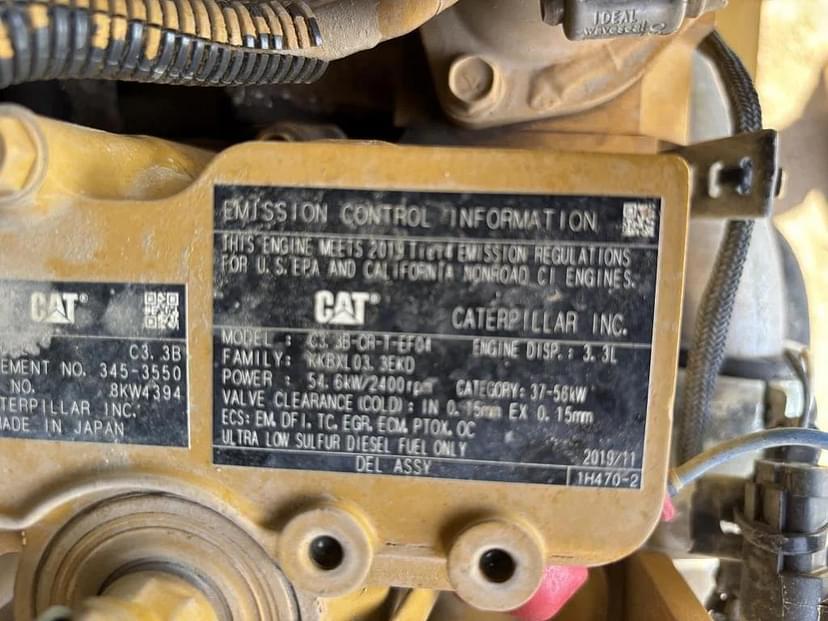 IDEAL
EMISSION CONTROL INFORMATION
THIS ENGINE MEETS 2019 Tier4 EMISSION REGULATIONS
FOR U.S.EPA AND CALIFORNIA NONROAD CI ENGINES.
CAT® CATERPILLAR INC.
MODEL : C3.3B-CR-T-EF04 ENGINE DISP.: 3.3L
FAMILY: KKBXL03.3EKD
POWER : 54.6kW/2400rpm CATEGORY: 37-56kW
VALVE CLEARANCE (COLD): IN 0.15mm EX 0.15mm
ECS: EM, DFI, TC, EGR, ECM, PTOX, OC
ULTRA LOW SULFUR DIESEL FUEL ONLY
2019/11
DEL ASSY
1H470-2
CAT®
C3.3B
EMENT NO. 345-3550
NO. 8KW4394
TERPILLAR INC.
MADE IN JAPAN